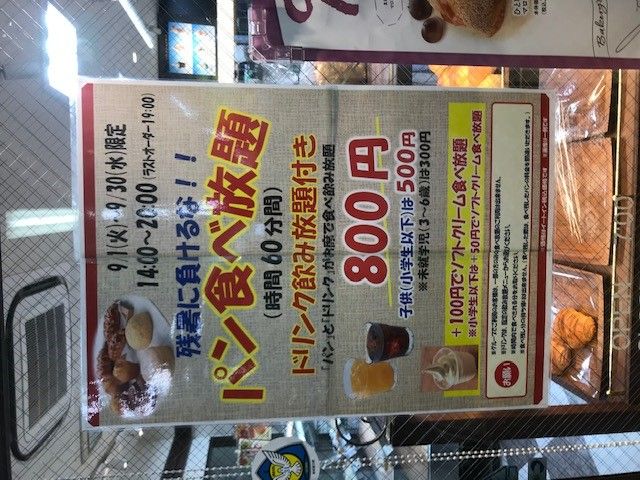 9/1(火)~9/30(水)限定
14:00~20:00(ラストオーダー19:00)
残暑に負けるな!!
パン食べ放題
(時間60分間)
ドリンク飲み放題付き
「パン」と「ドリンク」がお席で食べ飲み放題
800円
子供(小学生以下)は500円
※未就学児(3~6歳)は300円
+100円でソフトクリーム食べ放題
※小学生以下は+50円でソフトクリーム食べ放題
お願い
OPEN 7:00
Bakery